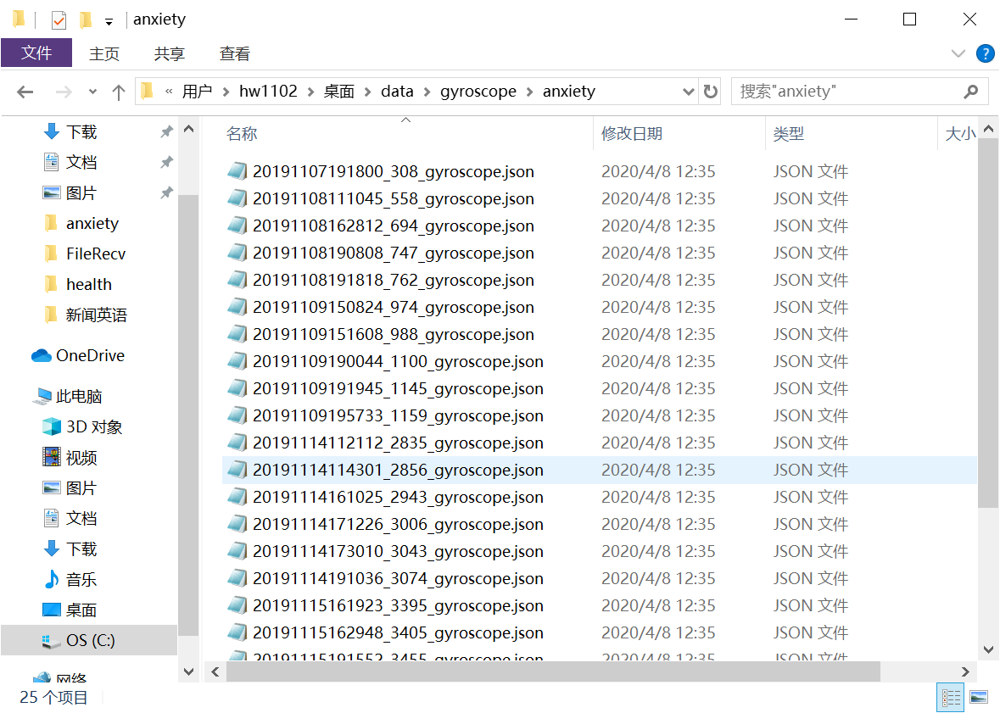 anxiety
文件 主页 共享 查看
« 用户 > hw1102 > 桌面 > data > gyroscope > anxiety
搜索"anxiety"
名称 修改日期 类型 大小
下载
文档
图片
anxiety
FileRecv
health
新闻英语
OneDrive
此电脑
3D 对象
视频
图片
文档
下载
音乐
桌面
OS (C:)
网络
20191107191800_308_gyroscope.json 2020/4/8 12:35 JSON 文件
20191108111045_558_gyroscope.json 2020/4/8 12:35 JSON 文件
20191108162812_694_gyroscope.json 2020/4/8 12:35 JSON 文件
20191108190808_747_gyroscope.json 2020/4/8 12:35 JSON 文件
20191108191818_762_gyroscope.json 2020/4/8 12:35 JSON 文件
20191109150824_974_gyroscope.json 2020/4/8 12:35 JSON 文件
20191109151608_988_gyroscope.json 2020/4/8 12:35 JSON 文件
20191109190044_1100_gyroscope.json 2020/4/8 12:35 JSON 文件
20191109191945_1145_gyroscope.json 2020/4/8 12:35 JSON 文件
20191109195733_1159_gyroscope.json 2020/4/8 12:35 JSON 文件
20191114112112_2835_gyroscope.json 2020/4/8 12:35 JSON 文件
20191114114301_2856_gyroscope.json 2020/4/8 12:35 JSON 文件
20191114161025_2943_gyroscope.json 2020/4/8 12:35 JSON 文件
20191114171226_3006_gyroscope.json 2020/4/8 12:35 JSON 文件
20191114173010_3043_gyroscope.json 2020/4/8 12:35 JSON 文件
20191114191036_3074_gyroscope.json 2020/4/8 12:35 JSON 文件
20191115161923_3395_gyroscope.json 2020/4/8 12:35 JSON 文件
20191115162948_3405_gyroscope.json 2020/4/8 12:35 JSON 文件
20191115191552_3455_gyroscope.json 2020/4/8 12:35 JSON 文件
25 个项目